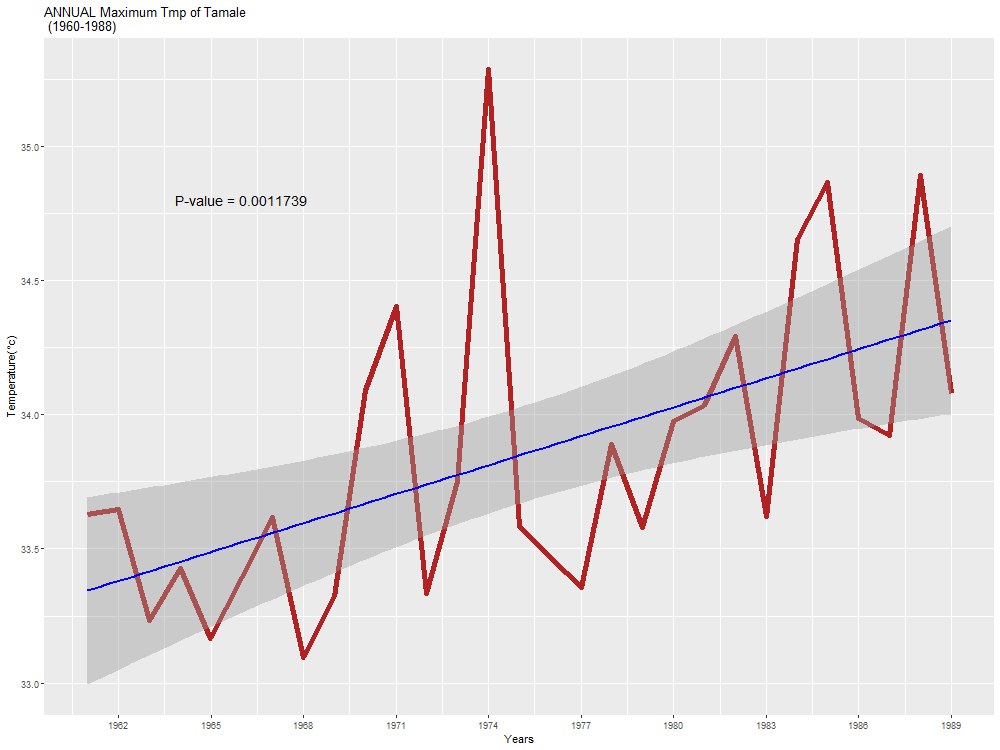 ANNUAL Maximum Tmp of Tamale
(1960-1988)
35.0
P-value = 0.0011739
34.5
Temperature(°c)
34.0
33.5
33.0
1962 1965 1968 1971 1974 1977 1980 1983 1986 1989
Years